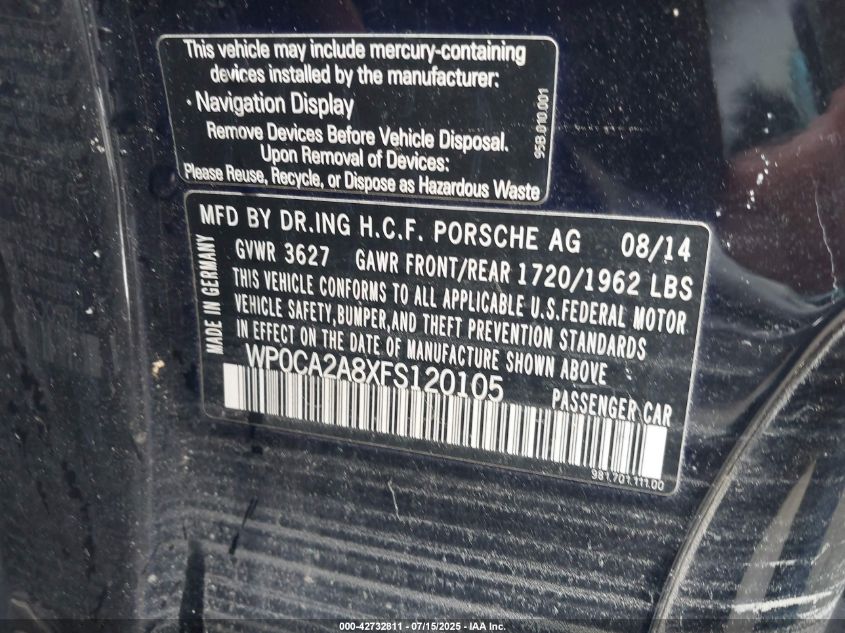 This vehicle may include mercury-containing
devices installed by the manufacturer:
· Navigation Display
Remove Devices Before Vehicle Disposal.
Upon Removal of Devices:
Please Reuse, Recycle, or Dispose as Hazardous Waste
95B.010.001
MFD BY DR.ING H.C.F. PORSCHE AG 08/14
GVWR 3627 GAWR FRONT/REAR 1720/1962 LBS
THIS VEHICLE CONFORMS TO ALL APPLICABLE U.S.FEDERAL MOTOR
VEHICLE SAFETY,BUMPER,AND THEFT PREVENTION STANDARDS
IN EFFECT ON THE DATE OF MANUFACTURE SHOWN ABOVE
WP0CA2A8XFS120105 PASSENGER CAR
MADE IN GERMANY
981.701.111.00
000-42732811 - 07/15/2025 - IAA Inc.